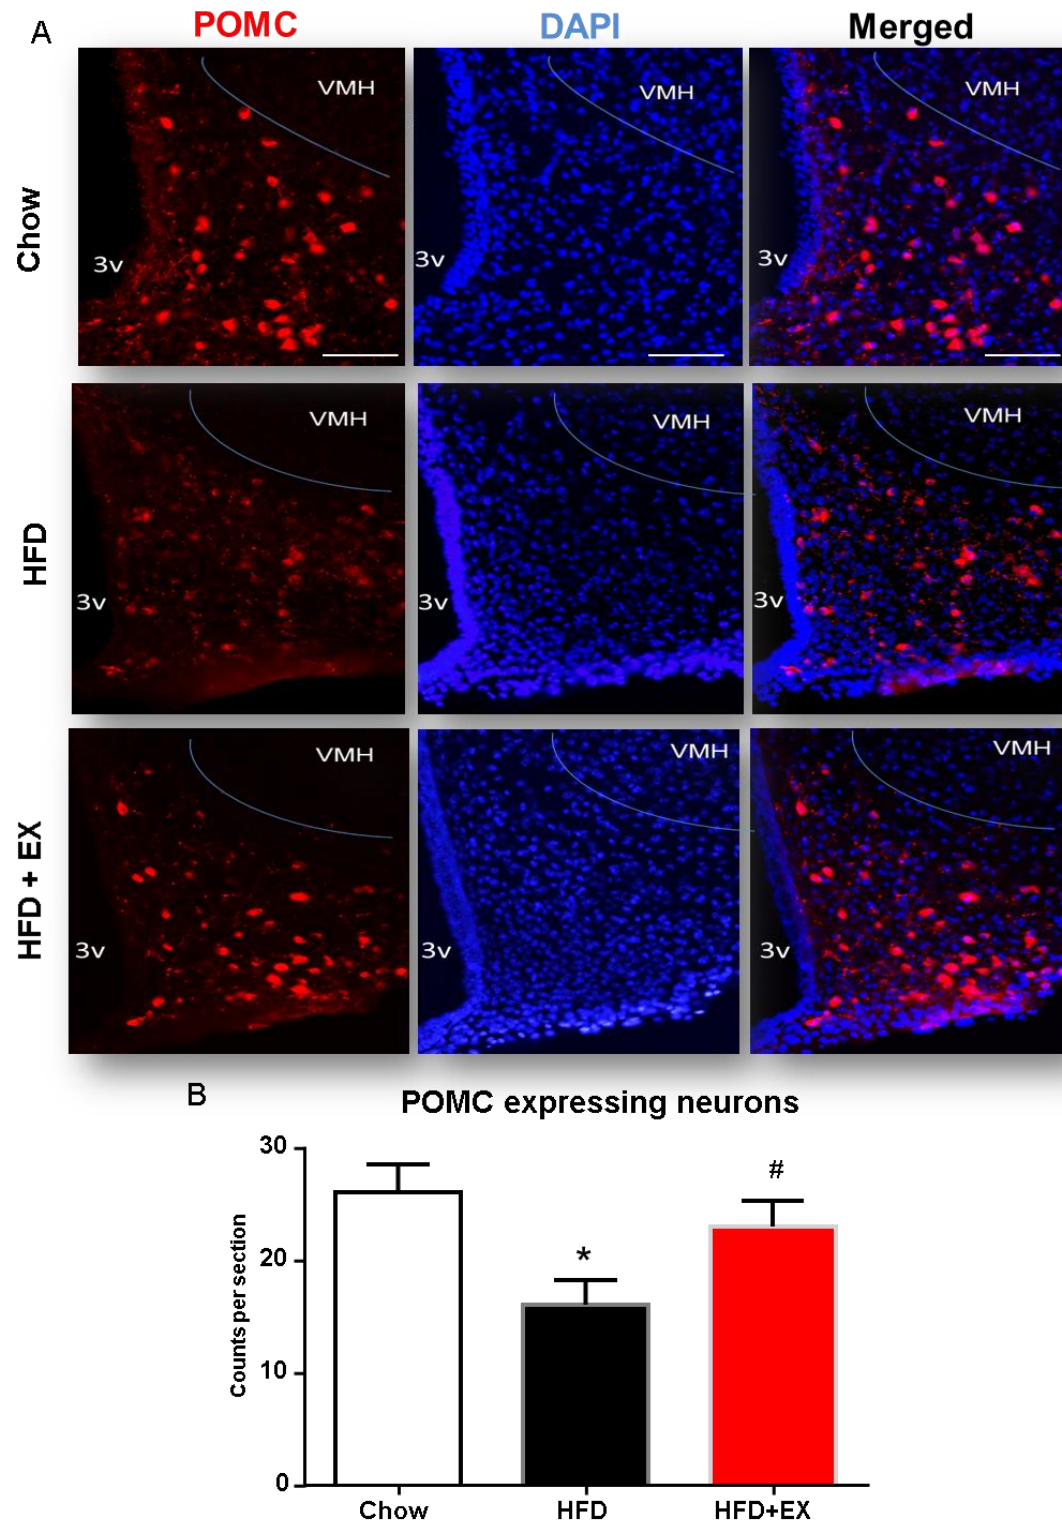 A
POMC DAPI Merged
Chow
VMH VMH VMH
3v 3v 3v
HFD
VMH VMH VMH
3v 3v 3v
HFD + EX
VMH VMH VMH
3v 3v 3v
B
POMC expressing neurons
Counts per section
30
20
10
0
*
#
Chow HFD HFD+EX